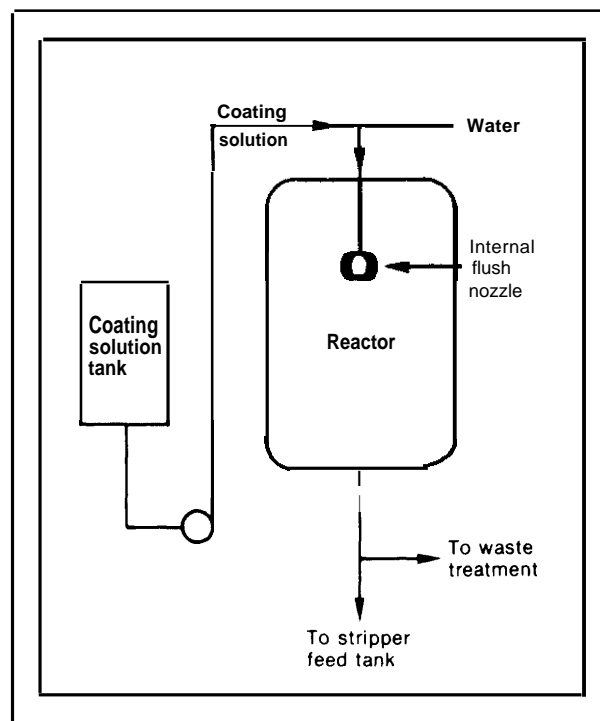 Coating
solution
Water
Internal
flush
nozzle
Coating
solution
tank
Reactor
To waste
treatment
To stripper
feed tank